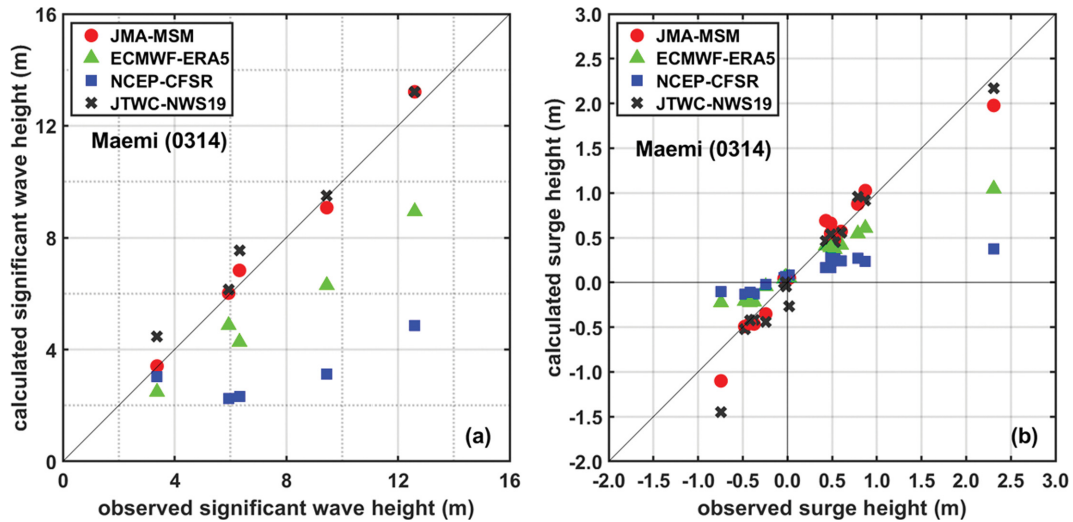 JMA-MSM
ECMWF-ERA5
NCEP-CFSR
JTWC-NWS19
Maemi (0314)
(a)
calculated significant wave height (m)
16
12
8
4
0
0 4 8 12 16
observed significant wave height (m)
JMA-MSM
ECMWF-ERA5
NCEP-CFSR
JTWC-NWS19
Maemi (0314)
(b)
calculated surge height (m)
3.0
2.5
2.0
1.5
1.0
0.5
0.0
-0.5
-1.0
-1.5
-2.0
-2.0 -1.5 -1.0 -0.5 0.0 0.5 1.0 1.5 2.0 2.5 3.0
observed surge height (m)